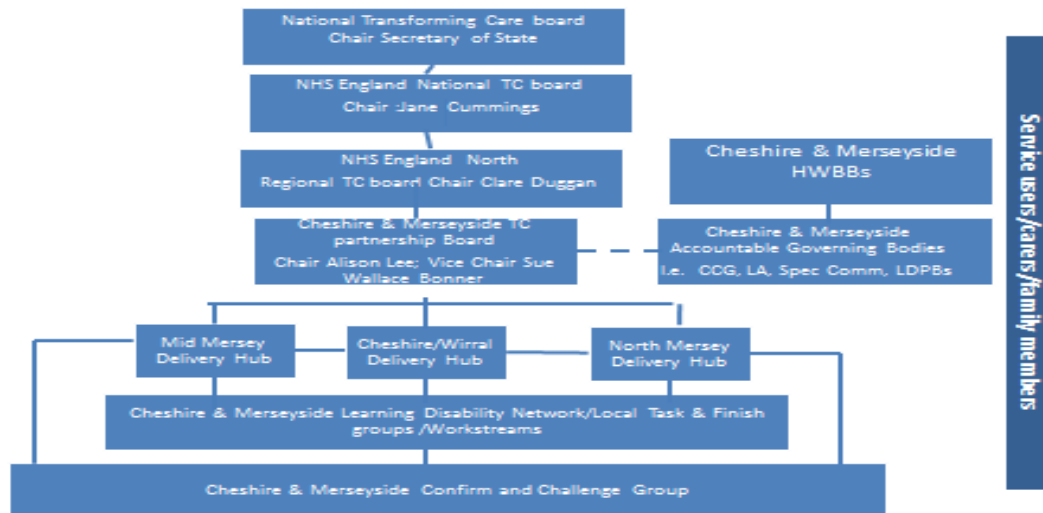 National Transforming Care board
Chair Secretary of State
NHS England National TC board
Chair :Jane Cummings
NHS England North
Regional TC board Chair Clare Duggan
Cheshire & Merseyside TC
partnership Board
Chair Alison Lee; Vice Chair Sue
Wallace Bonner
Cheshire & Merseyside
HWBBs
Cheshire & Merseyside
Accountable Governing Bodies
I.e. CCG, LA, Spec Comm, LDPBs
Mid Mersey
Delivery Hub
Cheshire/Wirral
Delivery Hub
North Mersey
Delivery Hub
Cheshire & Merseyside Learning Disability Network/Local Task & Finish
groups /Workstreams
Cheshire & Merseyside Confirm and Challenge Group
Service users/carers/family members